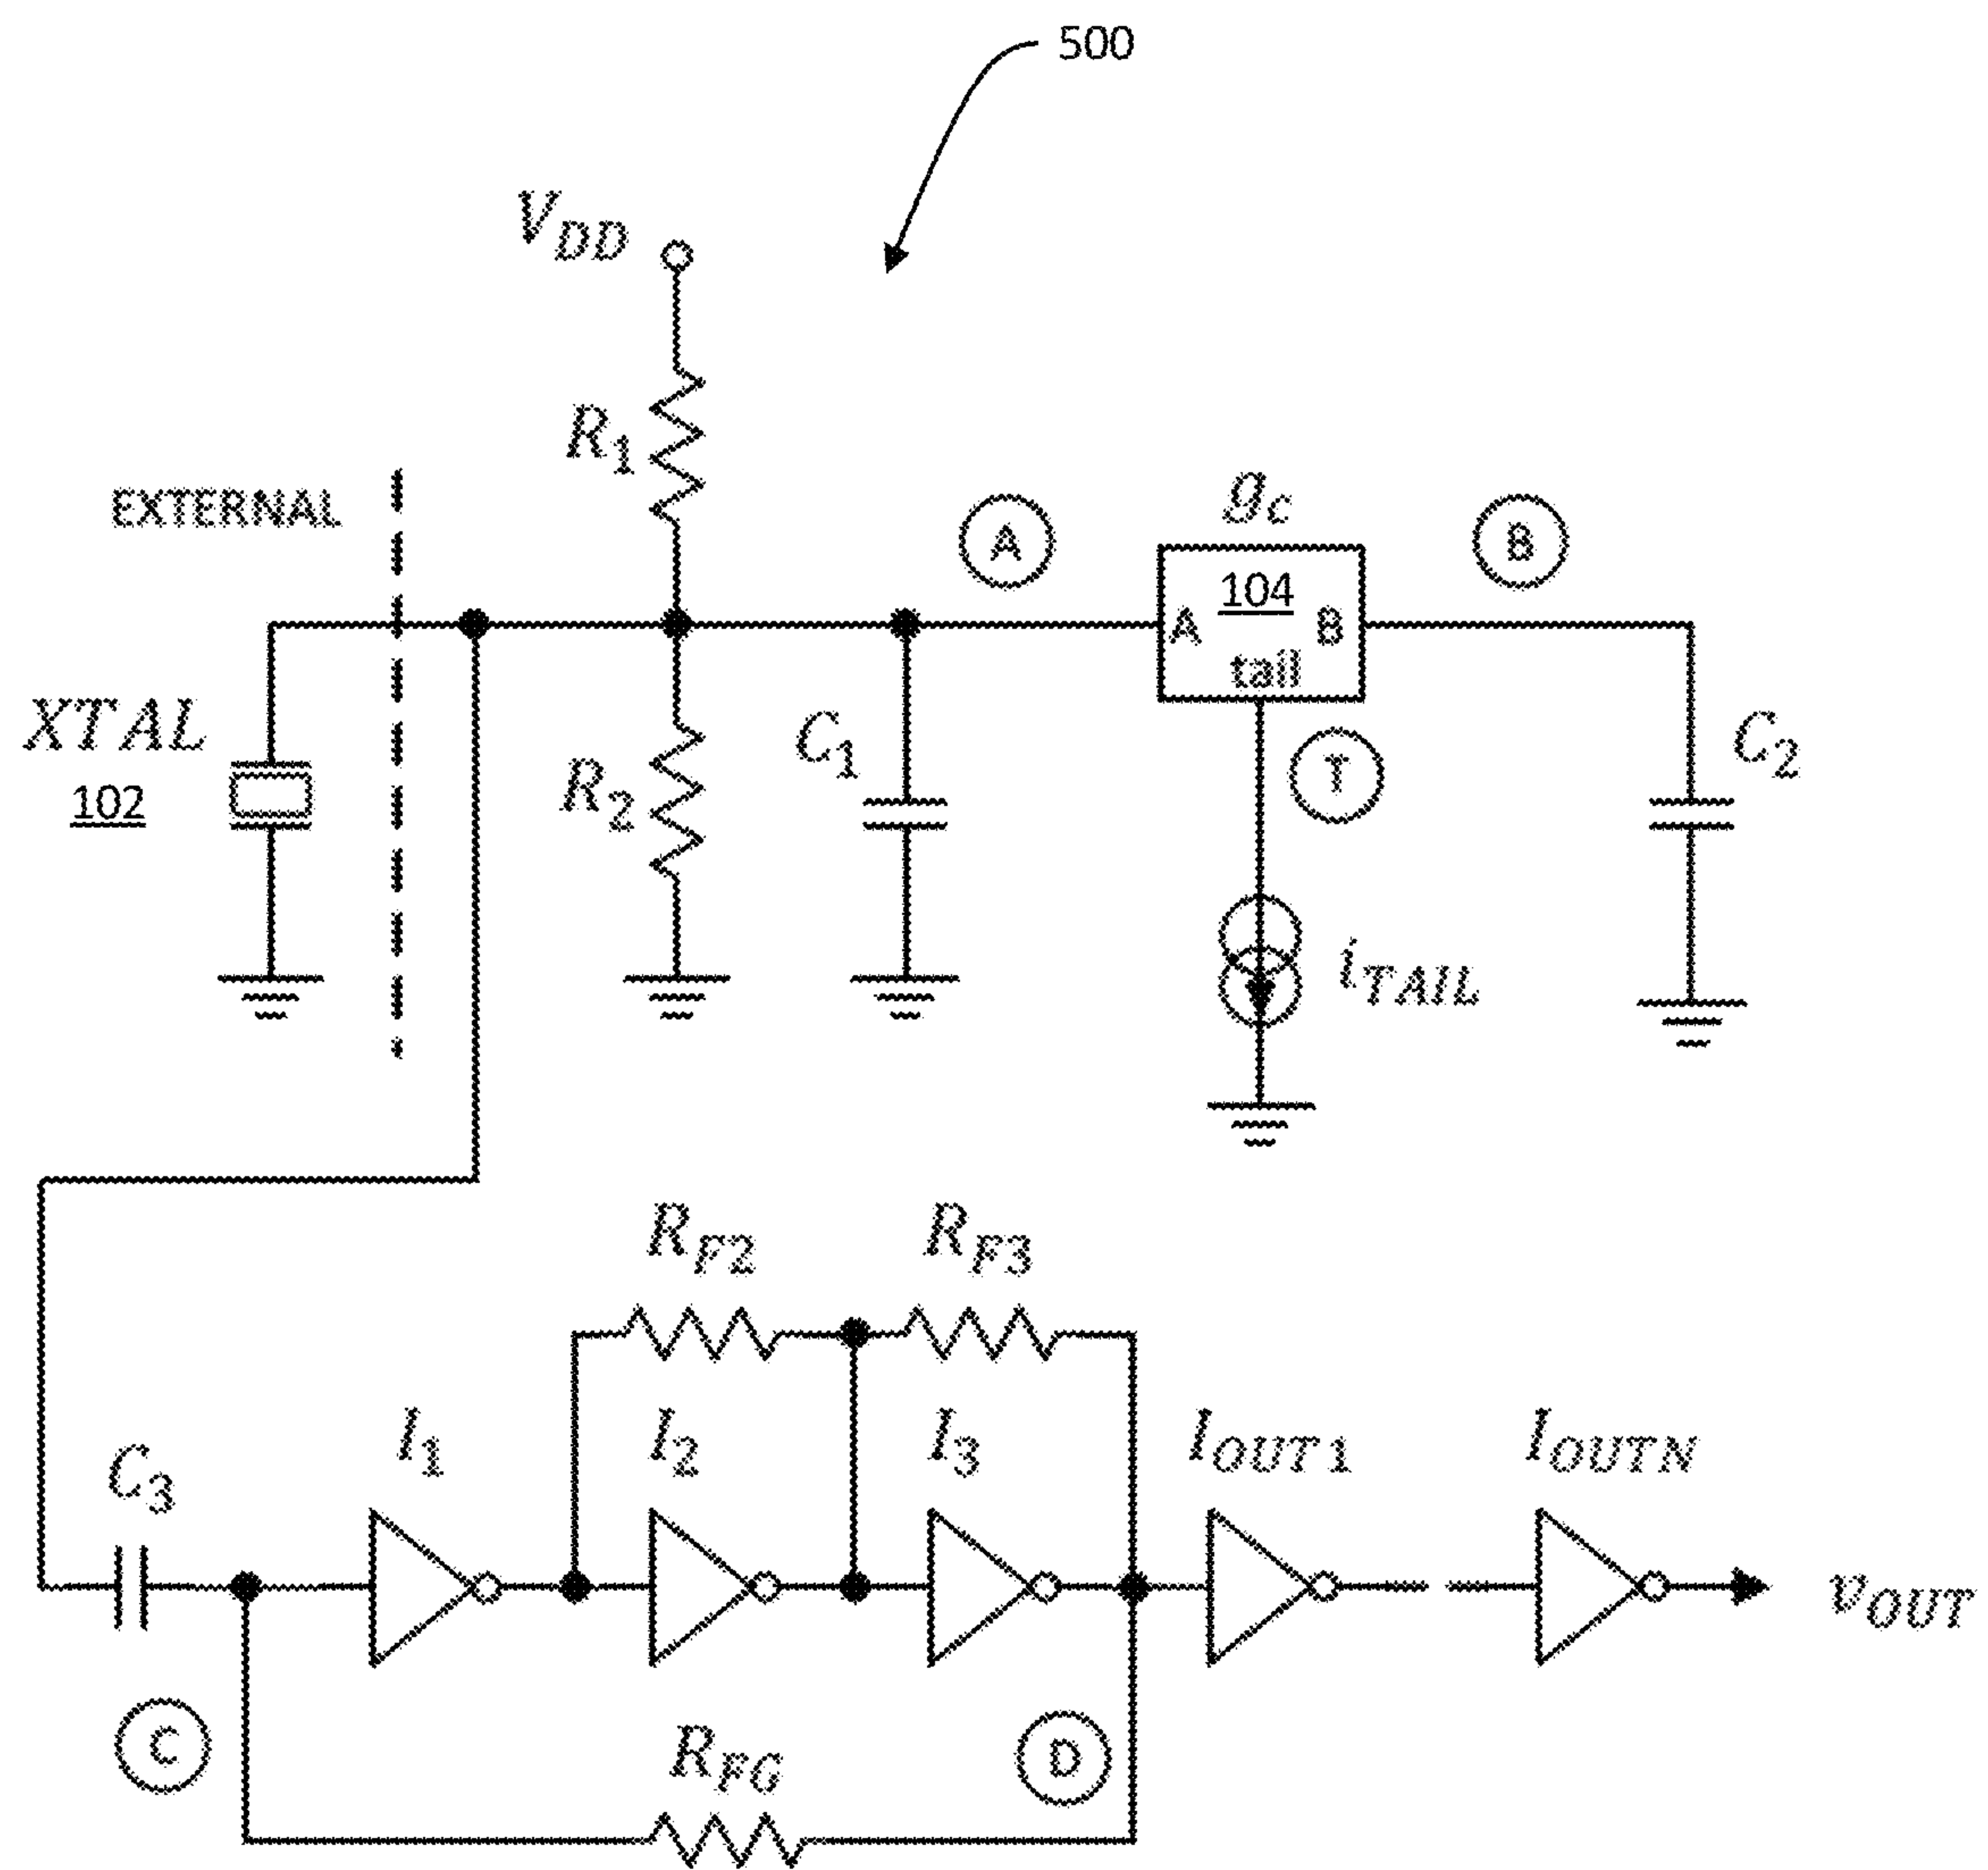 500
V_DD
R_1
EXTERNAL
A
g_C
104
A B
tail
B
XTAL
102
R_2
C_1
T
C_2
i_TAIL
R_F2
R_F3
C_3
I_1
I_2
I_3
I_OUT1
I_OUTN
v_OUT
C
R_FG
D